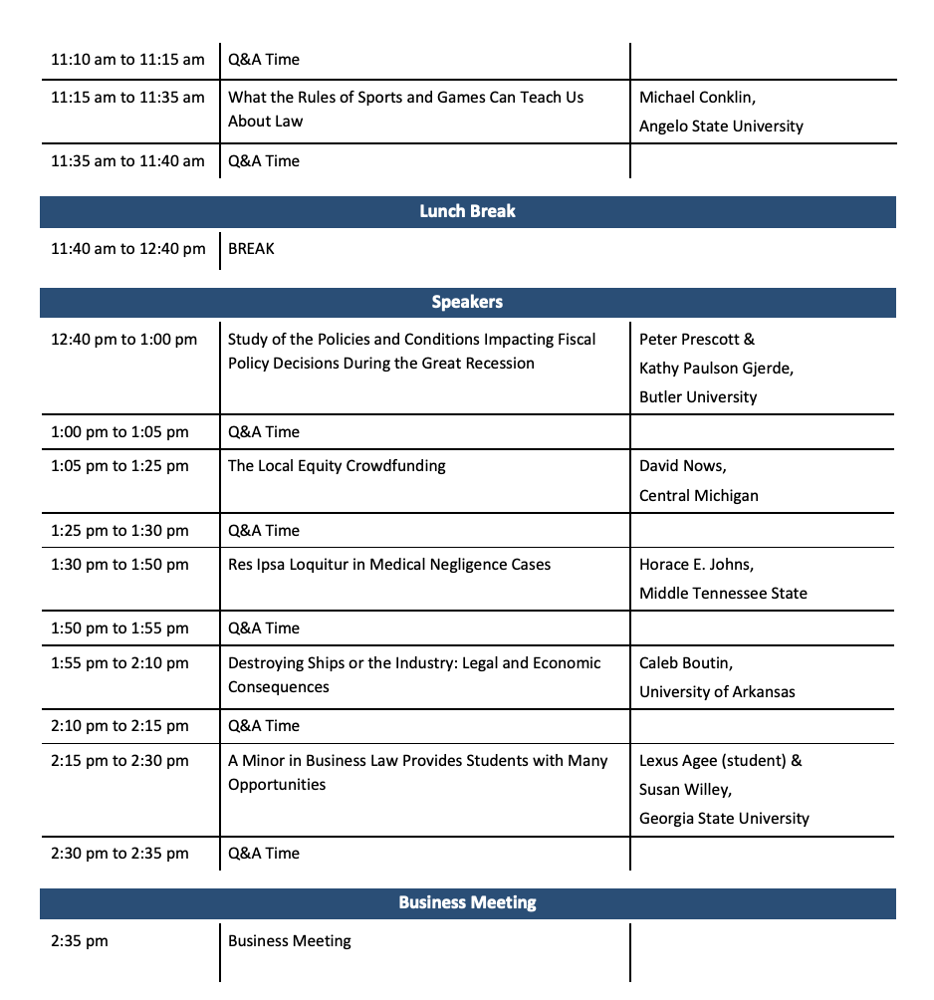 11:10 am to 11:15 am Q&A Time
11:15 am to 11:35 am What the Rules of Sports and Games Can Teach Us Michael Conklin,
About Law Angelo State University
11:35 am to 11:40 am Q&A Time
Lunch Break
11:40 am to 12:40 pm BREAK
Speakers
12:40 pm to 1:00 pm Study of the Policies and Conditions Impacting Fiscal Peter Prescott &
Policy Decisions During the Great Recession Kathy Paulson Gjerde,
Butler University
1:00 pm to 1:05 pm Q&A Time
1:05 pm to 1:25 pm The Local Equity Crowdfunding David Nows,
Central Michigan
1:25 pm to 1:30 pm Q&A Time
1:30 pm to 1:50 pm Res Ipsa Loquitur in Medical Negligence Cases Horace E. Johns,
Middle Tennessee State
1:50 pm to 1:55 pm Q&A Time
1:55 pm to 2:10 pm Destroying Ships or the Industry: Legal and Economic Caleb Boutin,
Consequences University of Arkansas
2:10 pm to 2:15 pm Q&A Time
2:15 pm to 2:30 pm A Minor in Business Law Provides Students with Many Lexus Agee (student) &
Opportunities Susan Willey,
Georgia State University
2:30 pm to 2:35 pm Q&A Time
Business Meeting
2:35 pm Business Meeting